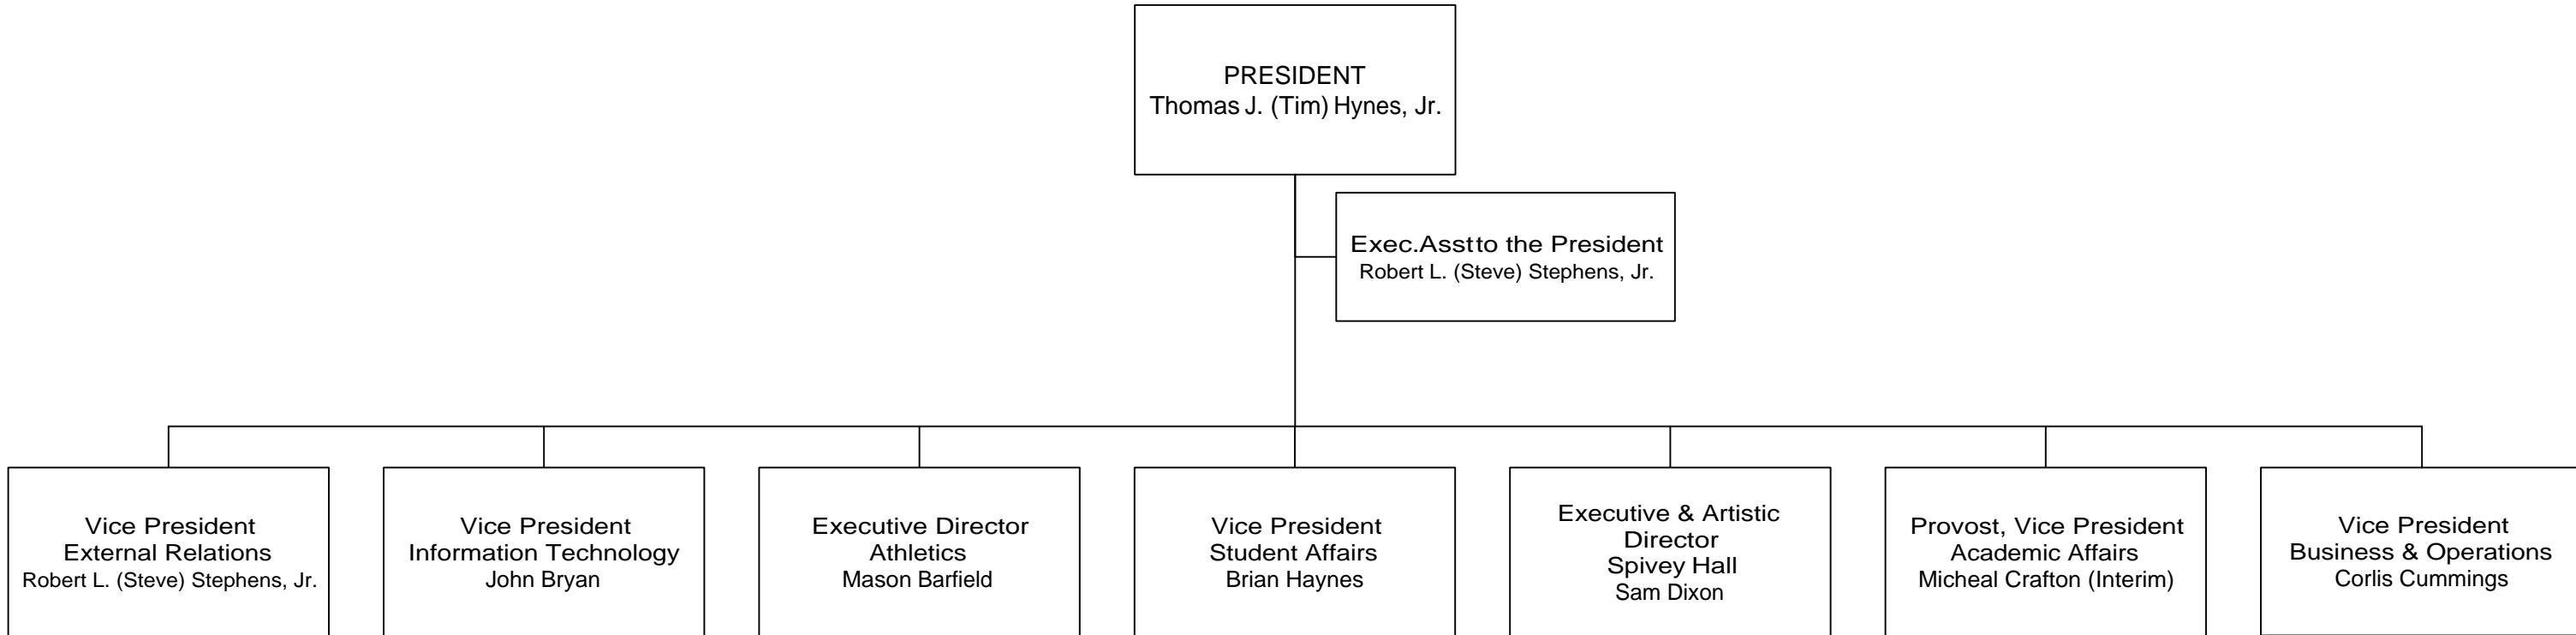 PRESIDENT
Thomas J. (Tim) Hynes, Jr.
Exec.Asst to the President
Robert L. (Steve) Stephens, Jr.
Vice President
External Relations
Robert L. (Steve) Stephens, Jr.
Vice President
Information Technology
John Bryan
Executive Director
Athletics
Mason Barfield
Vice President
Student Affairs
Brian Haynes
Executive & Artistic
Director
Spivey Hall
Sam Dixon
Provost, Vice President
Academic Affairs
Micheal Crafton (Interim)
Vice President
Business & Operations
Corlis Cummings